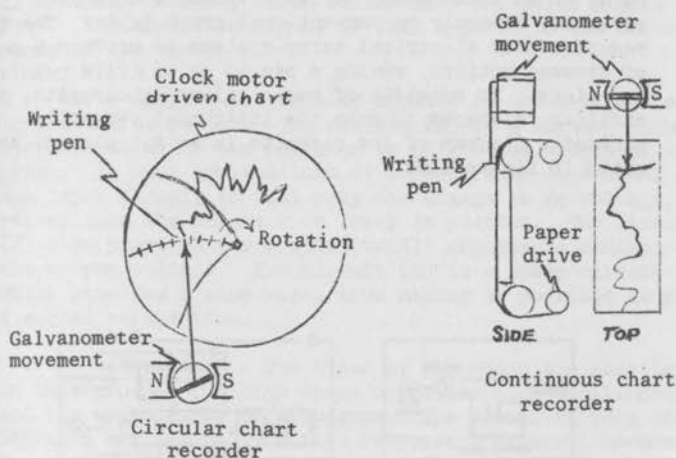 Clock motor
driven chart
Writing
pen
Rotation
Galvanometer
movement
N S
Circular chart
recorder
Galvanometer
movement
N S
Writing
pen
Paper
drive
SIDE TOP
Continuous chart
recorder